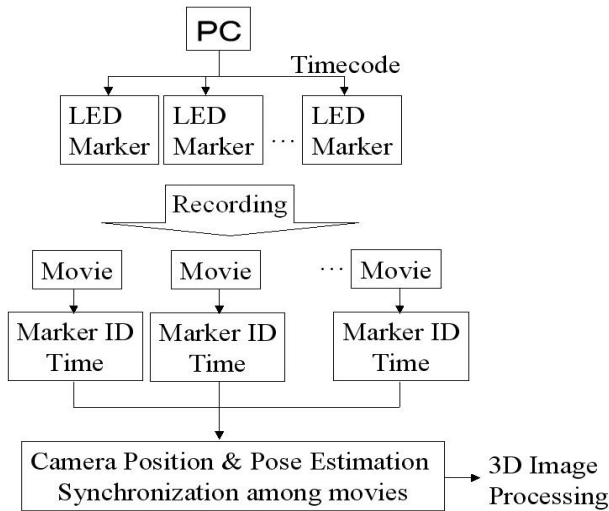 PC
Timecode
LED
Marker
LED
Marker
...
LED
Marker
Recording
Movie
Movie
...
Movie
Marker ID
Time
Marker ID
Time
Marker ID
Time
Camera Position & Pose Estimation
Synchronization among movies
3D Image
Processing